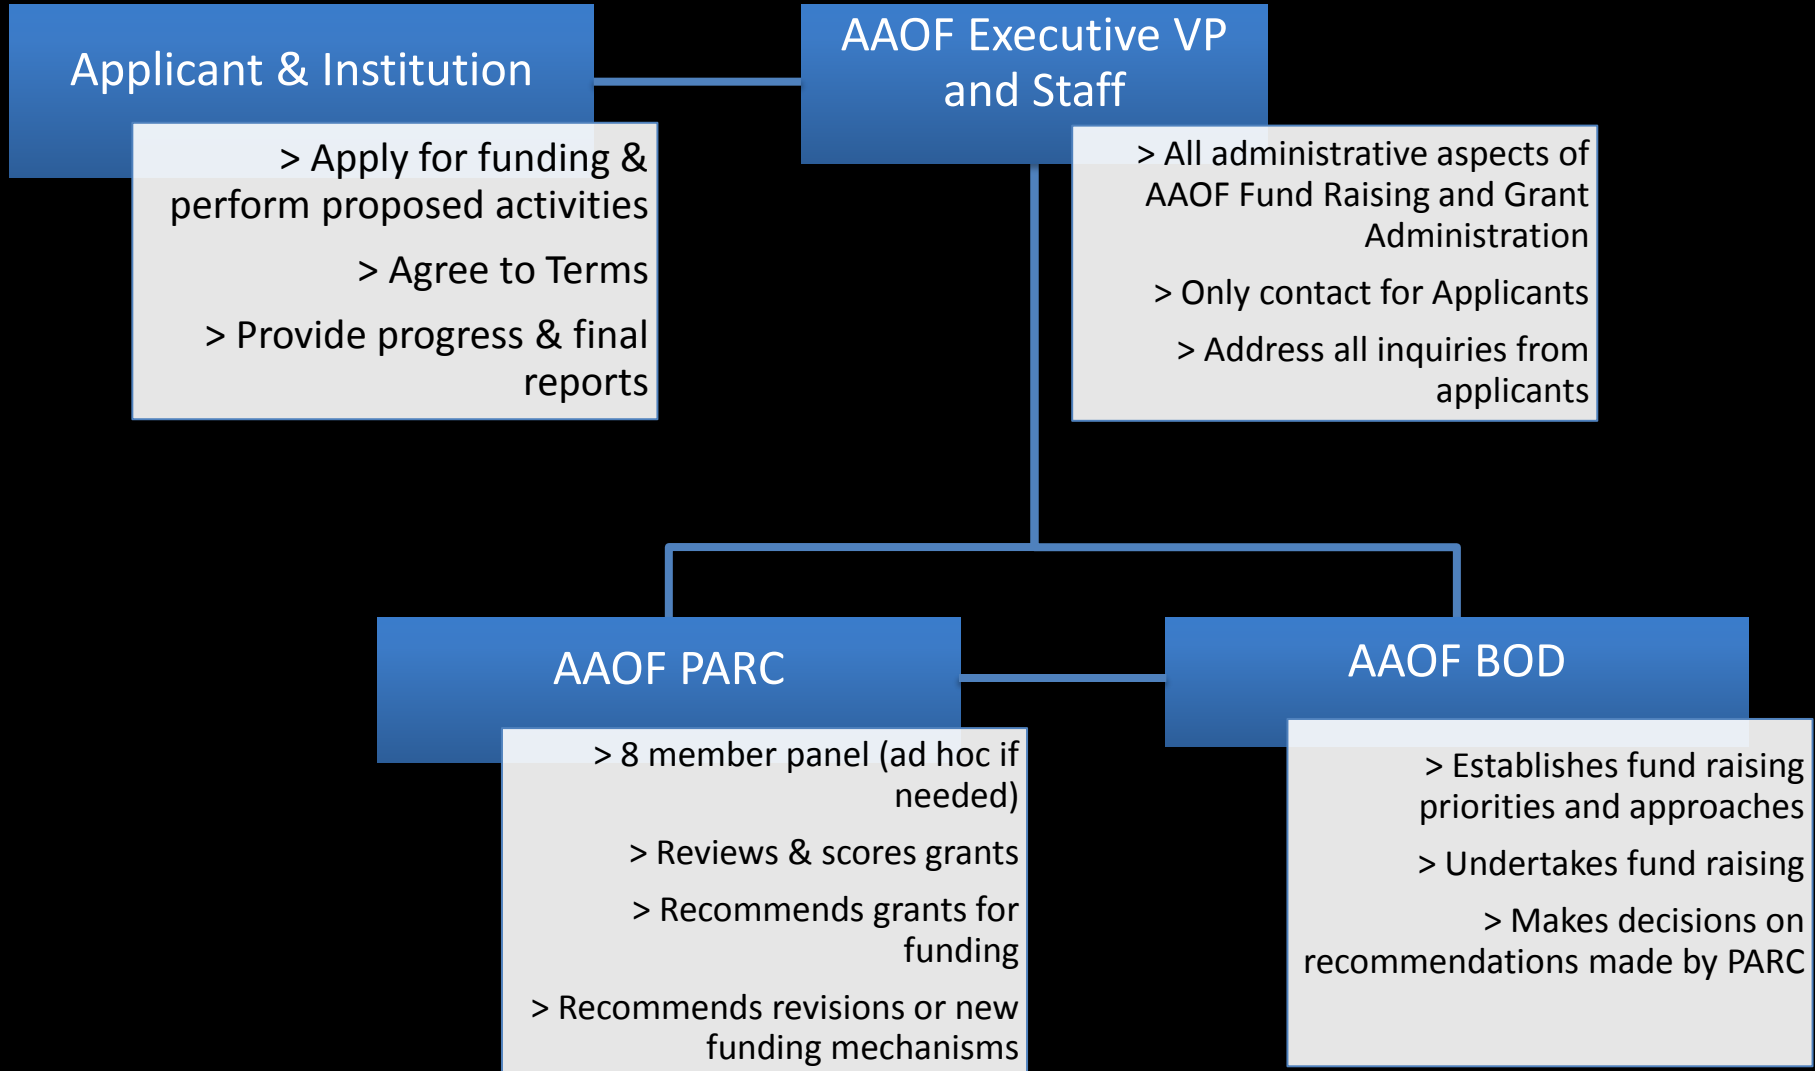 Applicant & Institution
> Apply for funding &
perform proposed activities
> Agree to Terms
> Provide progress & final
reports
AAOF Executive VP
and Staff
> All administrative aspects of
AAOF Fund Raising and Grant
Administration
> Only contact for Applicants
> Address all inquiries from
applicants
AAOF PARC
> 8 member panel (ad hoc if
needed)
> Reviews & scores grants
> Recommends grants for
funding
> Recommends revisions or new
funding mechanisms
AAOF BOD
> Establishes fund raising
priorities and approaches
> Undertakes fund raising
> Makes decisions on
recommendations made by PARC